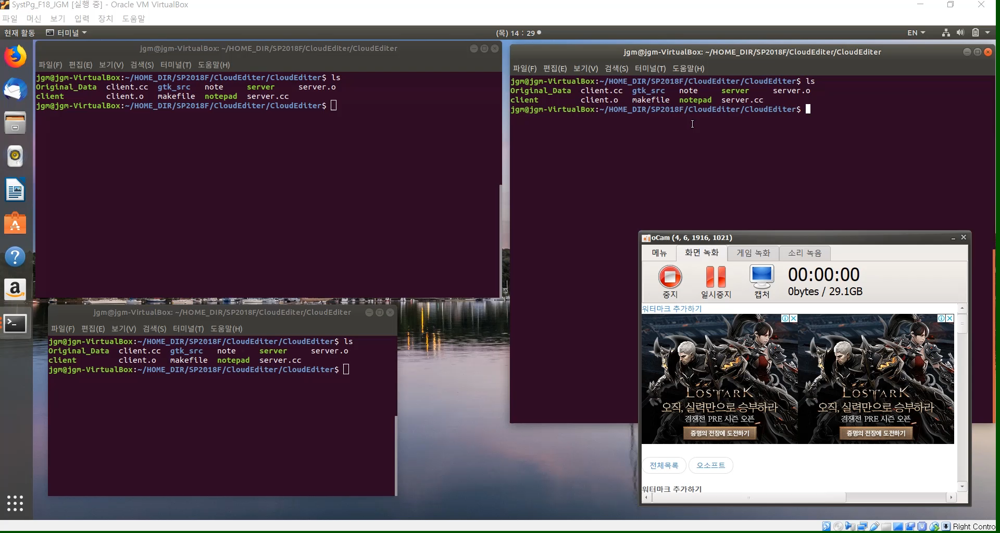 SystPg_F18_JGM [실행 중] - Oracle VM VirtualBox
파일 머신 보기 입력 장치 도움말
현재 활동 터미널 (목) 14 : 29 EN
jgm@jgm-VirtualBox: ~/HOME_DIR/SP2018F/CloudEditer/CloudEditer
파일(F) 편집(E) 보기(V) 검색(S) 터미널(T) 도움말(H)
jgm@jgm-VirtualBox:~/HOME_DIR/SP2018F/CloudEditer/CloudEditer$ ls
Original_Data client.cc gtk_src note server server.o
client client.o makefile notepad server.cc
jgm@jgm-VirtualBox:~/HOME_DIR/SP2018F/CloudEditer/CloudEditer$
jgm@jgm-VirtualBox: ~/HOME_DIR/SP2018F/CloudEditer/CloudEditer
파일(F) 편집(E) 보기(V) 검색(S) 터미널(T) 도움말(H)
jgm@jgm-VirtualBox:~/HOME_DIR/SP2018F/CloudEditer/CloudEditer$ ls
Original_Data client.cc gtk_src note server server.o
client client.o makefile notepad server.cc
jgm@jgm-VirtualBox:~/HOME_DIR/SP2018F/CloudEditer/CloudEditer$
jgm@jgm-VirtualBox: ~/HOME_DIR/SP2018F/CloudEditer/CloudEditer
파일(F) 편집(E) 보기(V) 검색(S) 터미널(T) 도움말(H)
jgm@jgm-VirtualBox:~/HOME_DIR/SP2018F/CloudEditer/CloudEditer$ ls
Original_Data client.cc gtk_src note server server.o
client client.o makefile notepad server.cc
jgm@jgm-VirtualBox:~/HOME_DIR/SP2018F/CloudEditer/CloudEditer$
oCam (4, 6, 1916, 1021)
메뉴 화면 녹화 게임 녹화 소리 녹음
00:00:00
0bytes / 29.1GB
중지 일시중지 캡처
워터마크 추가하기
LOSTARK LOSTARK
오직, 실력만으로 승부하라 오직, 실력만으로 승부하라
경쟁전 PRE 시즌 오픈 경쟁전 PRE 시즌 오픈
증명의 전장에 도전하기 증명의 전장에 도전하기
전체목록 오소프트
워터마크 추가하기
Right Contro